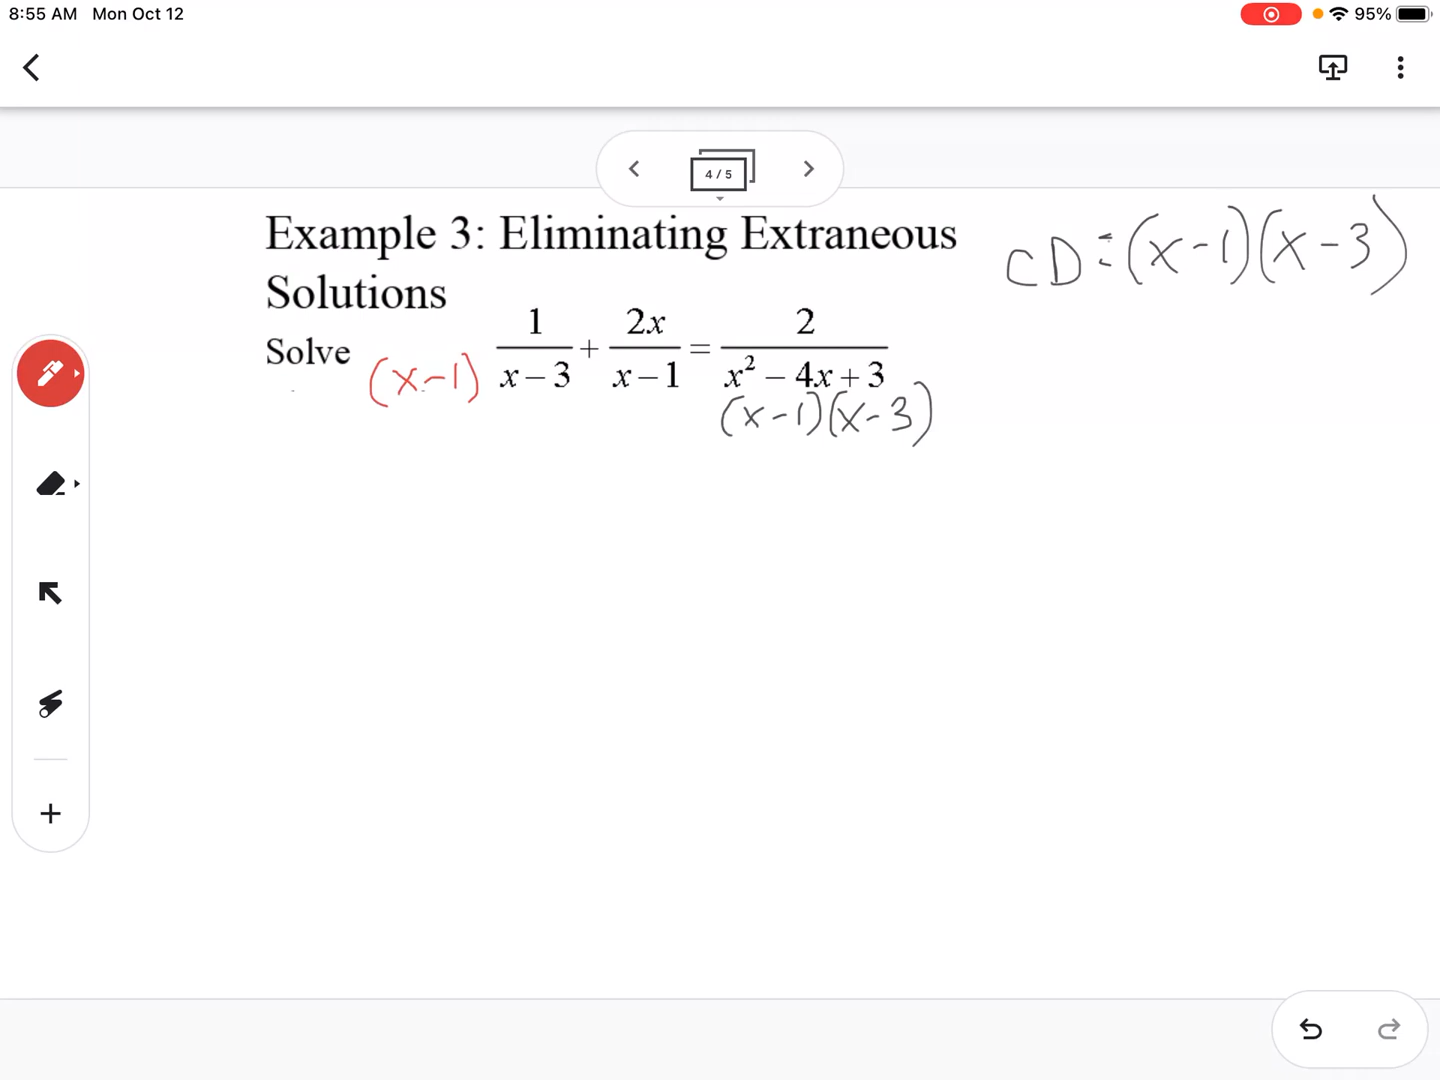 8:55 AM Mon Oct 12 95%
4 / 5
Example 3: Eliminating Extraneous
Solutions
CD = (x-1)(x-3)
Solve (x-1) 1/(x-3) + 2x/(x-1) = 2/(x² - 4x + 3)
(x-1)(x-3)